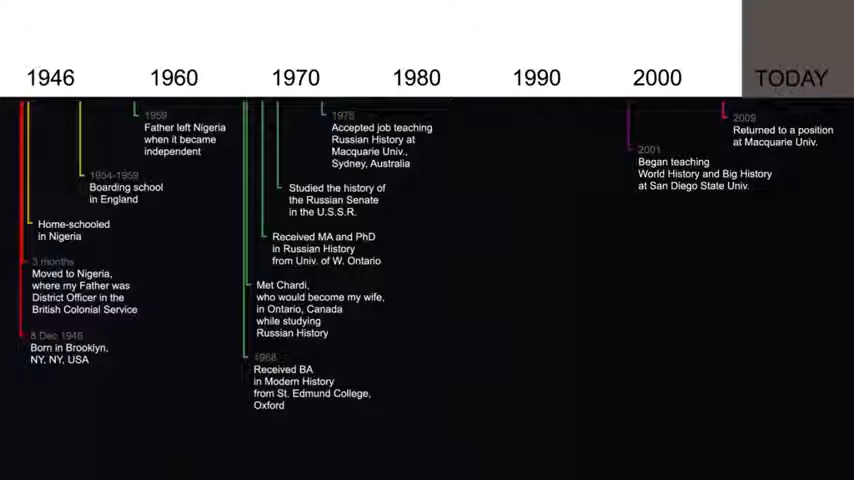 1946
1960
1970
1980
1990
2000
TODAY
1959
Father left Nigeria
when it became
independent
1954-1959
Boarding school
in England
Home-schooled
in Nigeria
3 months
Moved to Nigeria,
where my Father was
District Officer in the
British Colonial Service
8 Dec 1946
Born in Brooklyn,
NY, NY, USA
1975
Accepted job teaching
Russian History at
Macquarie Univ.,
Sydney, Australia
Studied the history of
the Russian Senate
in the U.S.S.R.
Received MA and PhD
in Russian History
from Univ. of W. Ontario
Met Chardi,
who would become my wife,
in Ontario, Canada
while studying
Russian History
1968
Received BA
in Modern History
from St. Edmund College,
Oxford
2001
Began teaching
World History and Big History
at San Diego State Univ.
2009
Returned to a position
at Macquarie Univ.